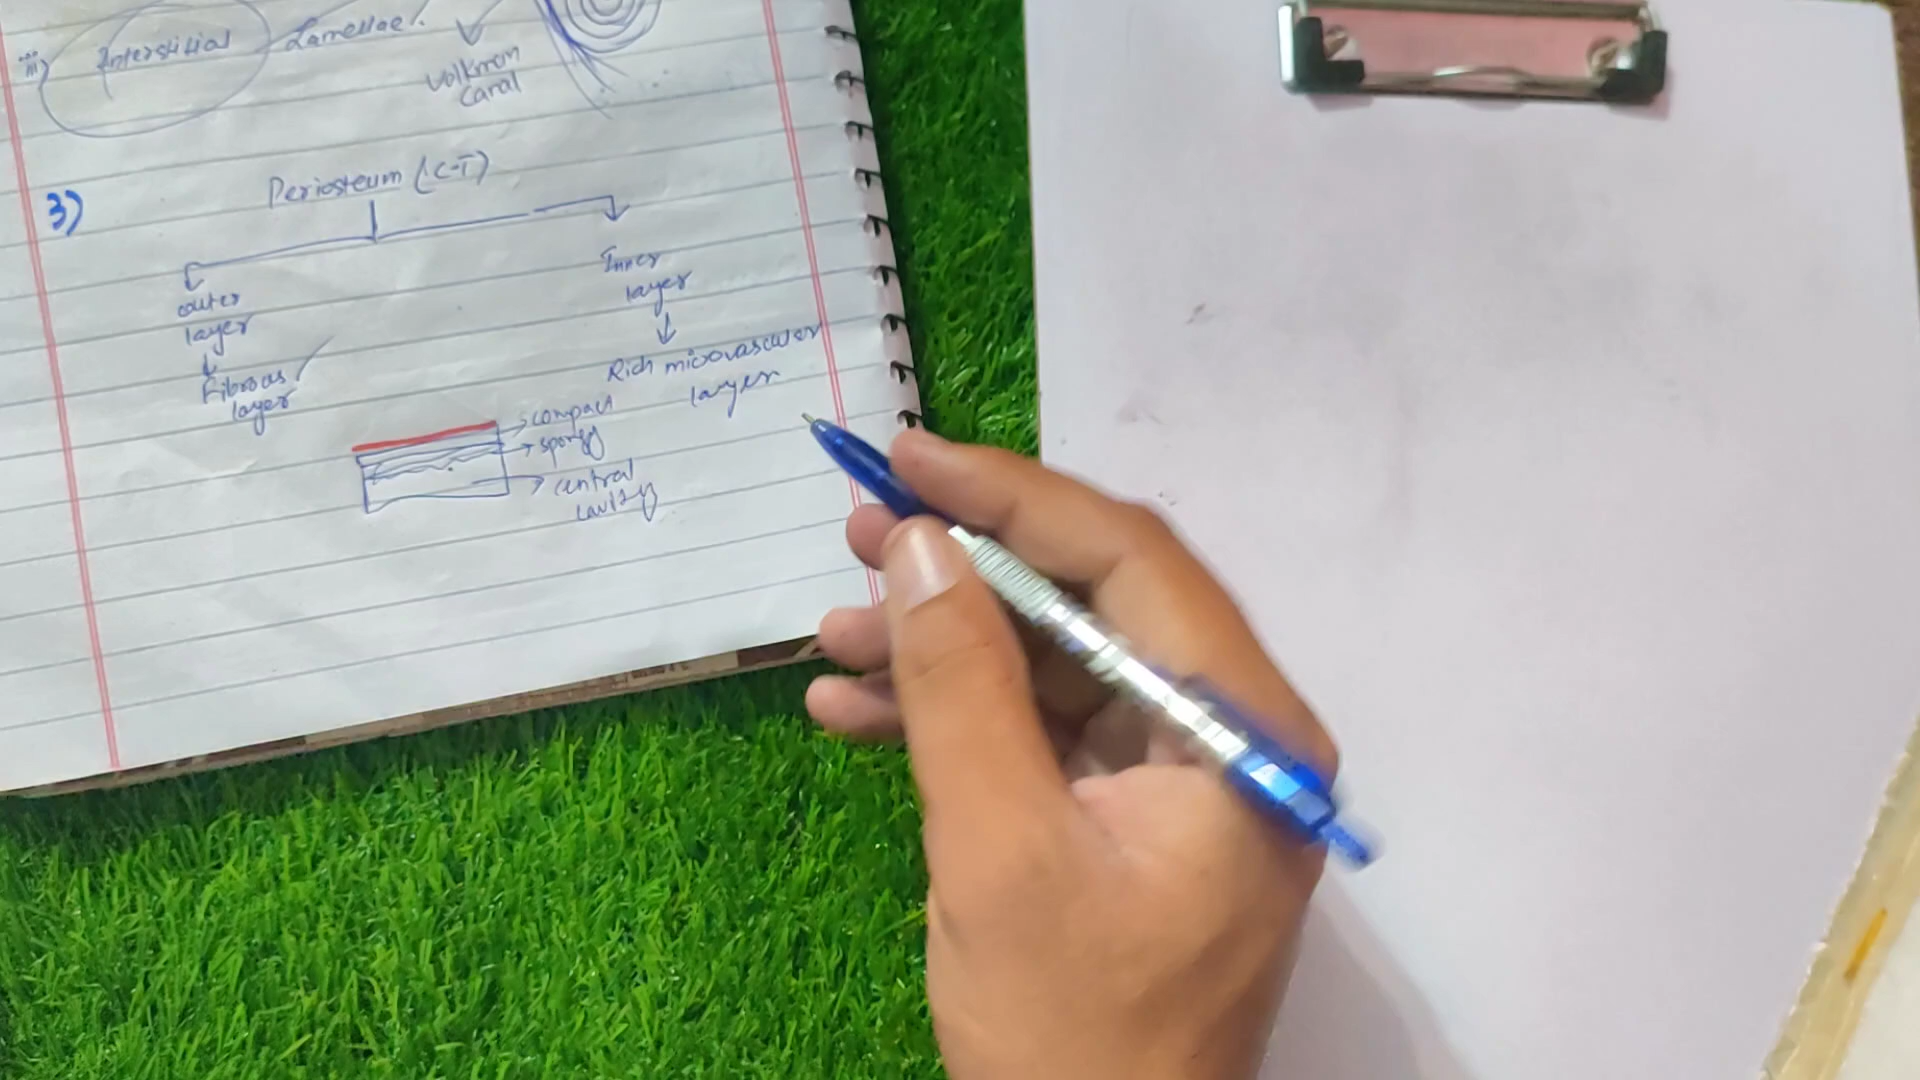 iii) Interstitial Lamellae
Volkman
Canal
3)
Periosteum (C-T)
outer
layer
Fibrous
layer
Inner
layer
Rich microvascular
layer
compact
spongy
central
cavity